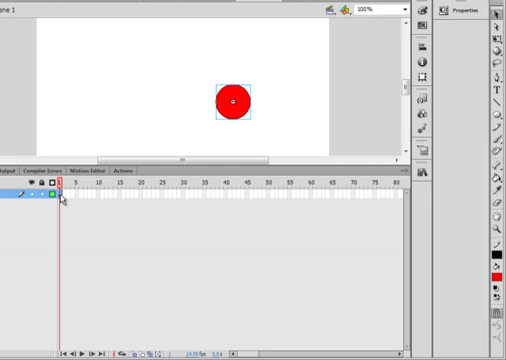 ene 1
100%
Properties
Output Compiler Errors Motion Editor Actions
5 10 15 20 25 30 35 40 45 50 55 60 65 70 75 80
1 24.00 fps 0.0 s